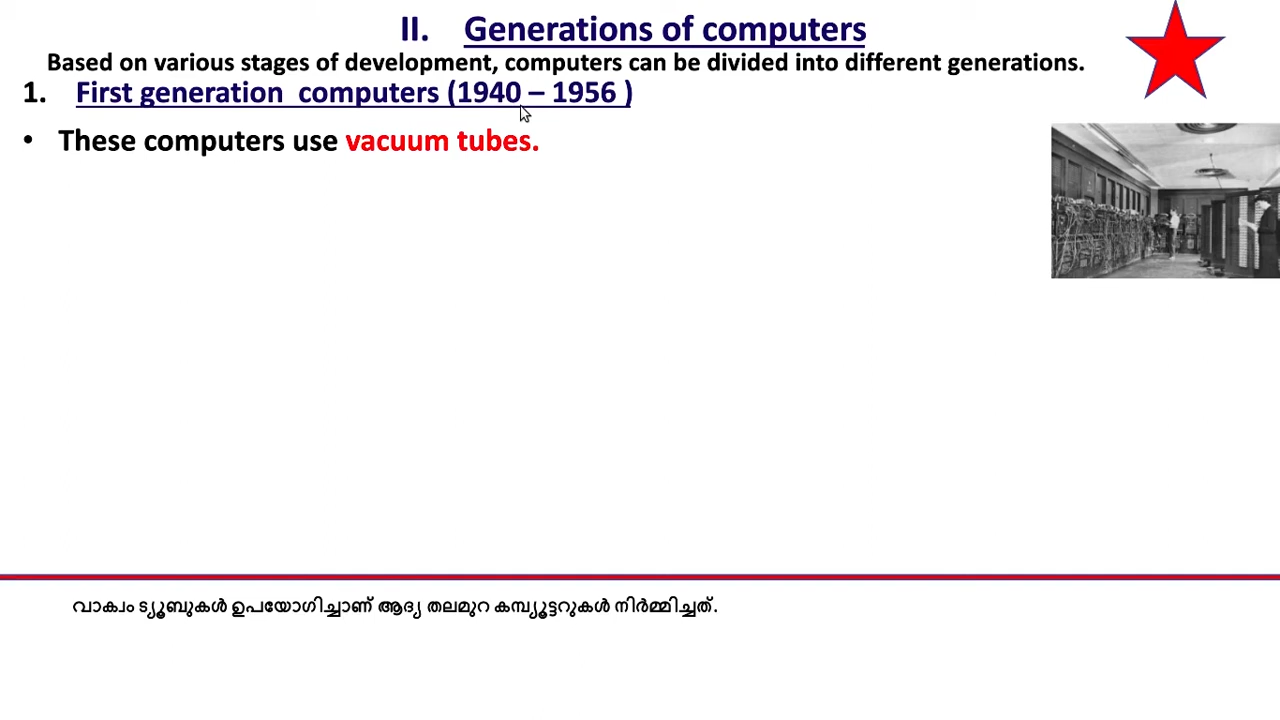 II. Generations of computers
Based on various stages of development, computers can be divided into different generations.
1. First generation  computers (1940 – 1956 )
• These computers use vacuum tubes.
വാക്വം ട്യൂബുകൾ ഉപയോഗിച്ചാണ് ആദ്യ തലമുറ കമ്പ്യൂട്ടറുകൾ നിർമ്മിച്ചത്.